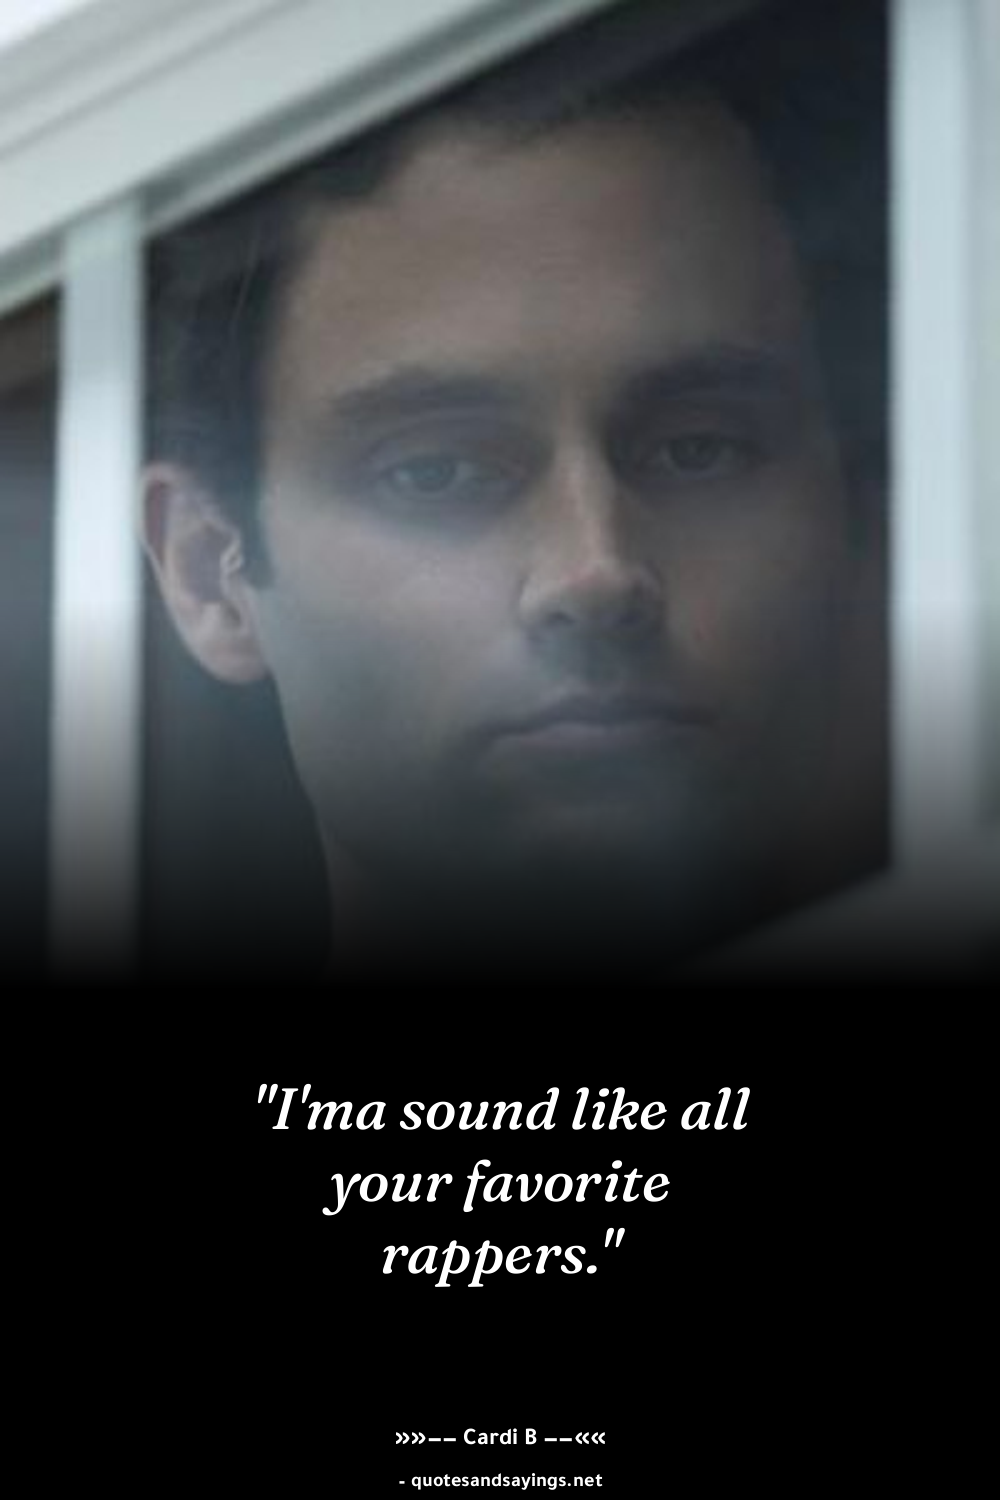 "I'ma sound like all
your favorite
rappers."
»»–– Cardi B ––««
- quotesandsayings.net